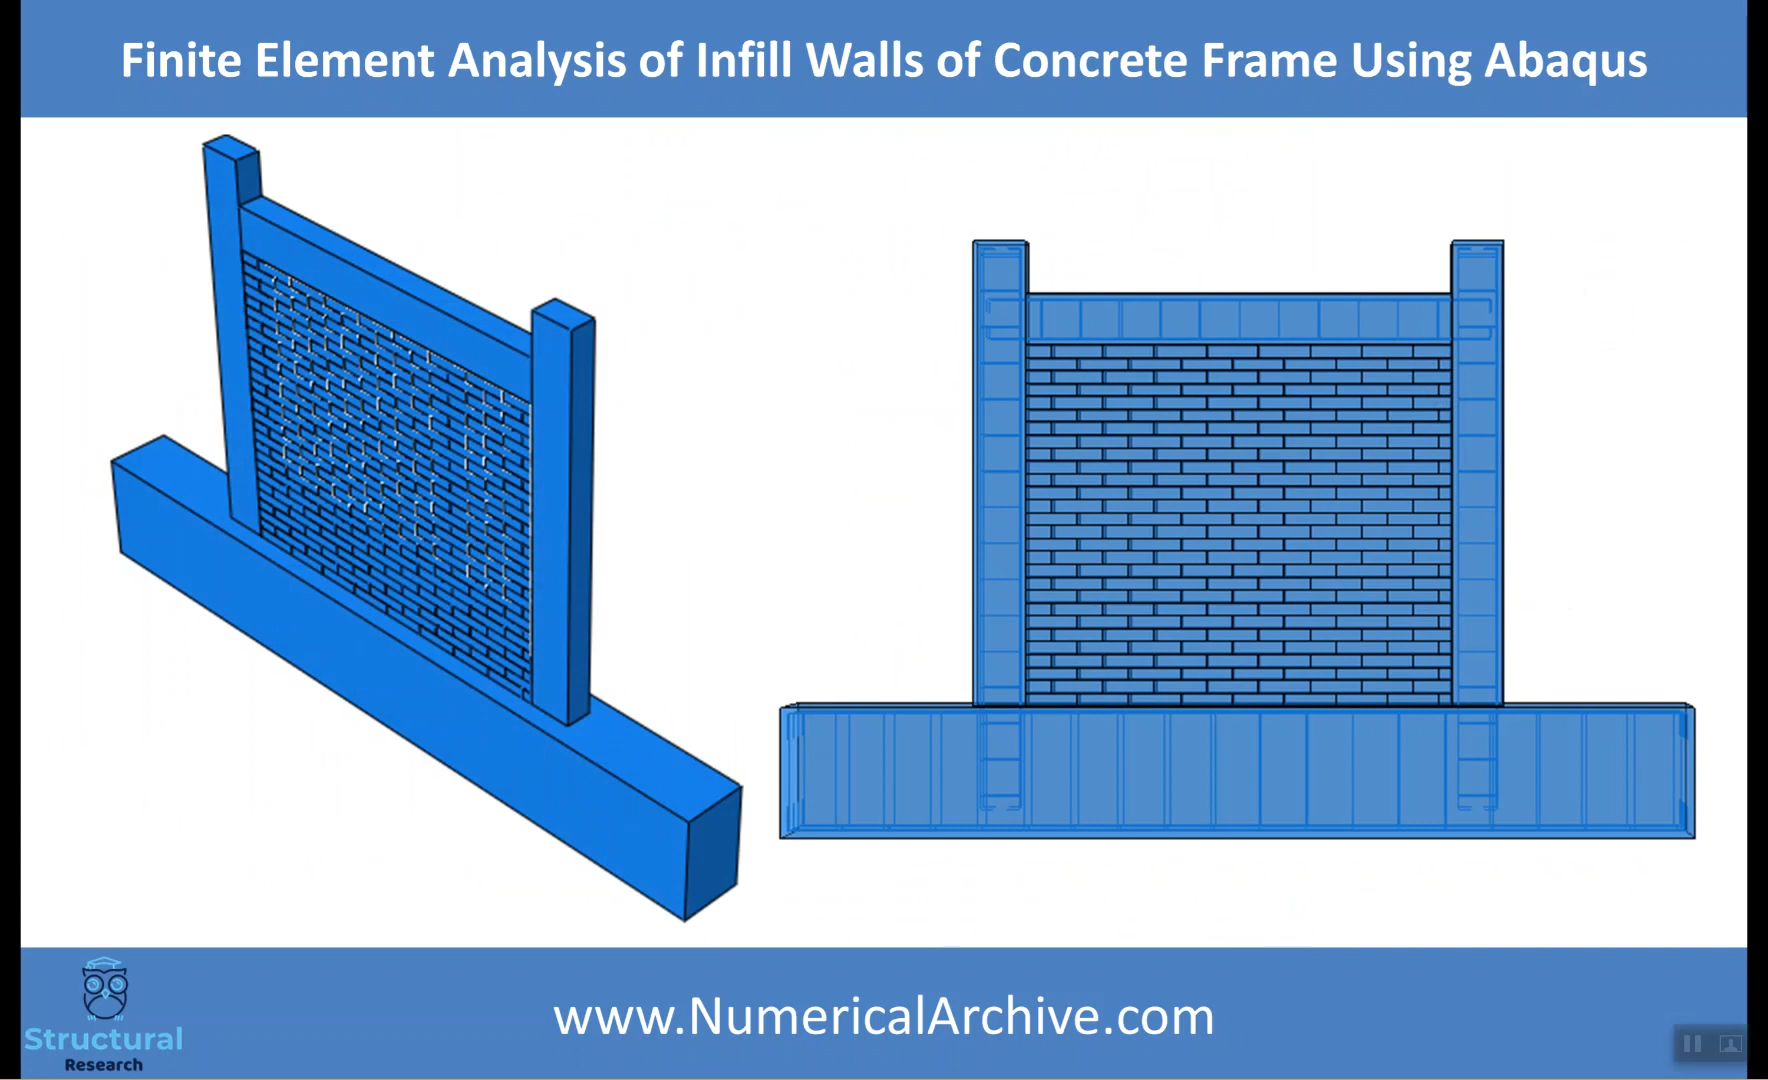 Finite Element Analysis of Infill Walls of Concrete Frame Using Abaqus
www.NumericalArchive.com
Structural
Research